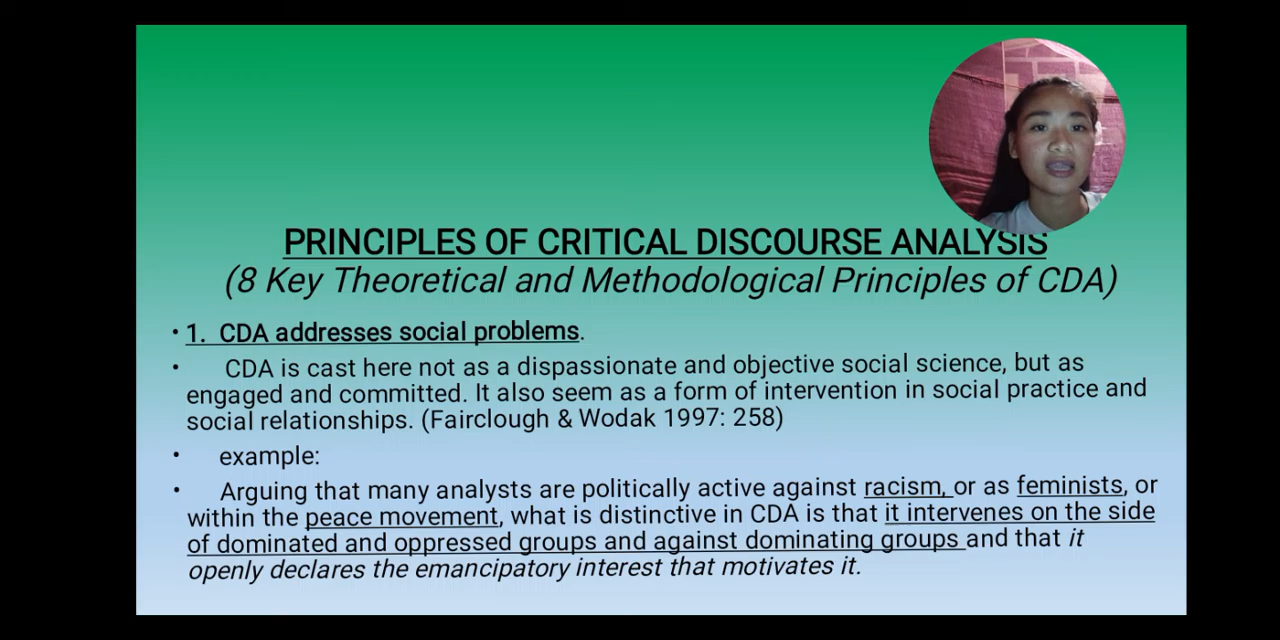 PRINCIPLES OF CRITICAL DISCOURSE ANALYSIS
(8 Key Theoretical and Methodological Principles of CDA)
• 1. CDA addresses social problems.
• CDA is cast here not as a dispassionate and objective social science, but as
engaged and committed. It also seem as a form of intervention in social practice and
social relationships. (Fairclough & Wodak 1997: 258)
• example:
• Arguing that many analysts are politically active against racism, or as feminists, or
within the peace movement, what is distinctive in CDA is that it intervenes on the side
of dominated and oppressed groups and against dominating groups and that it
openly declares the emancipatory interest that motivates it.